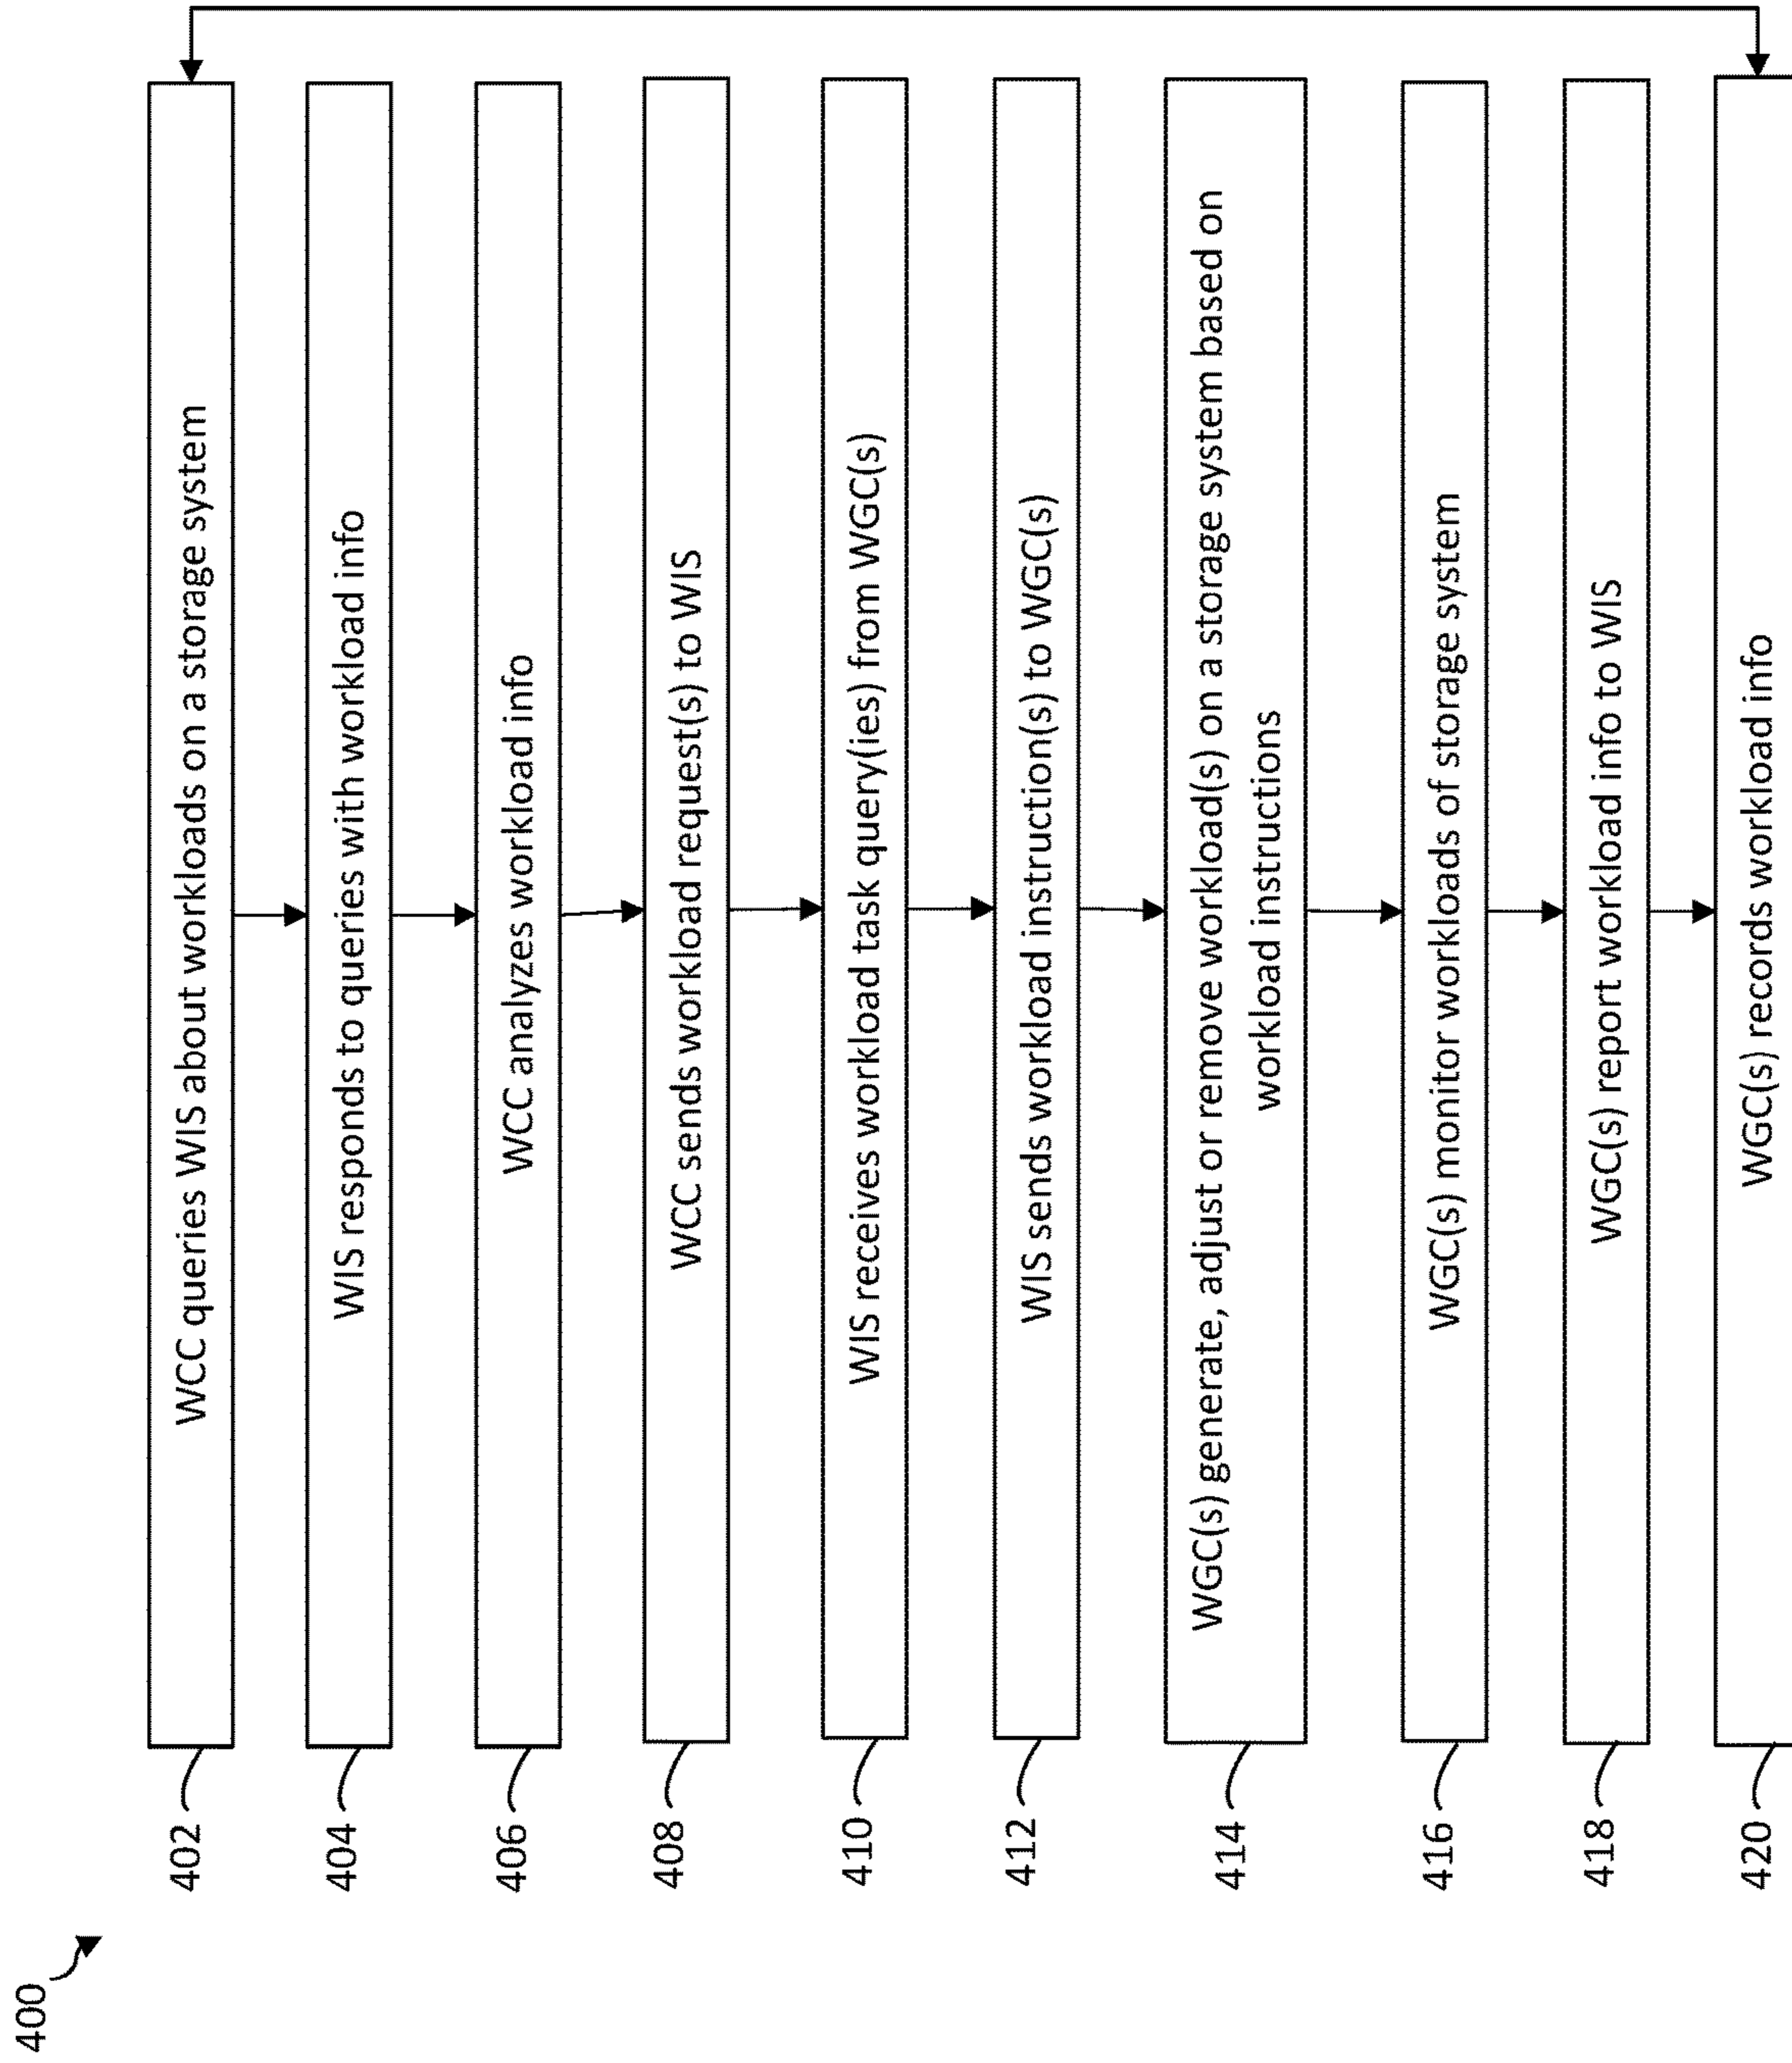 400
402
WCC queries WIS about workloads on a storage system
404
WIS responds to queries with workload info
406
WCC analyzes workload info
408
WCC sends workload request(s) to WIS
410
WIS receives workload task query(ies) from WGC(s)
412
WIS sends workload instruction(s) to WGC(s)
414
WGC(s) generate, adjust or remove workload(s) on a storage system based on
workload instructions
416
WGC(s) monitor workloads of storage system
418
WGC(s) report workload info to WIS
420
WGC(s) records workload info